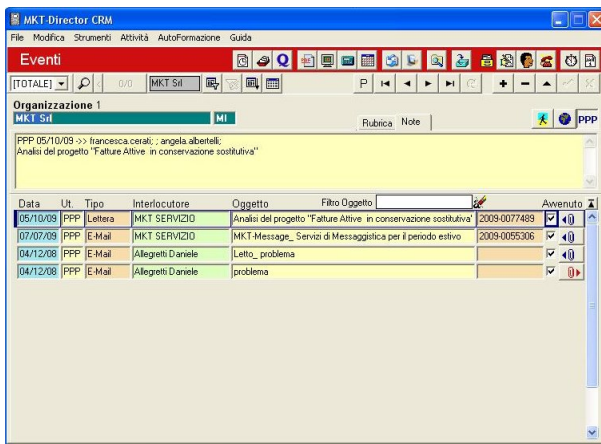 MKT-Director CRM
File Modifica Strumenti Attività AutoFormazione Guida
Eventi
Q
[TOTALE] 0/0 MKT Srl P
Organizzazione 1
MKT Srl MI Rubrica Note PPP
PPP 05/10/09 ->> francesca.cerati; ; angela.albertelli;
Analisi del progetto "Fatture Attive in conservazione sostitutiva"
Data Ut. Tipo Interlocutore Oggetto Filtro Oggetto Avvenuto
05/10/09 PPP Lettera MKT SERVIZIO Analisi del progetto "Fatture Attive in conservazione sostitutiva" 2009-0077489
07/07/09 PPP E-Mail MKT SERVIZIO MKT-Message_ Servizi di Messaggistica per il periodo estivo 2009-0055306
04/12/08 PPP E-Mail Allegretti Daniele Letto_ problema
04/12/08 PPP E-Mail Allegretti Daniele problema